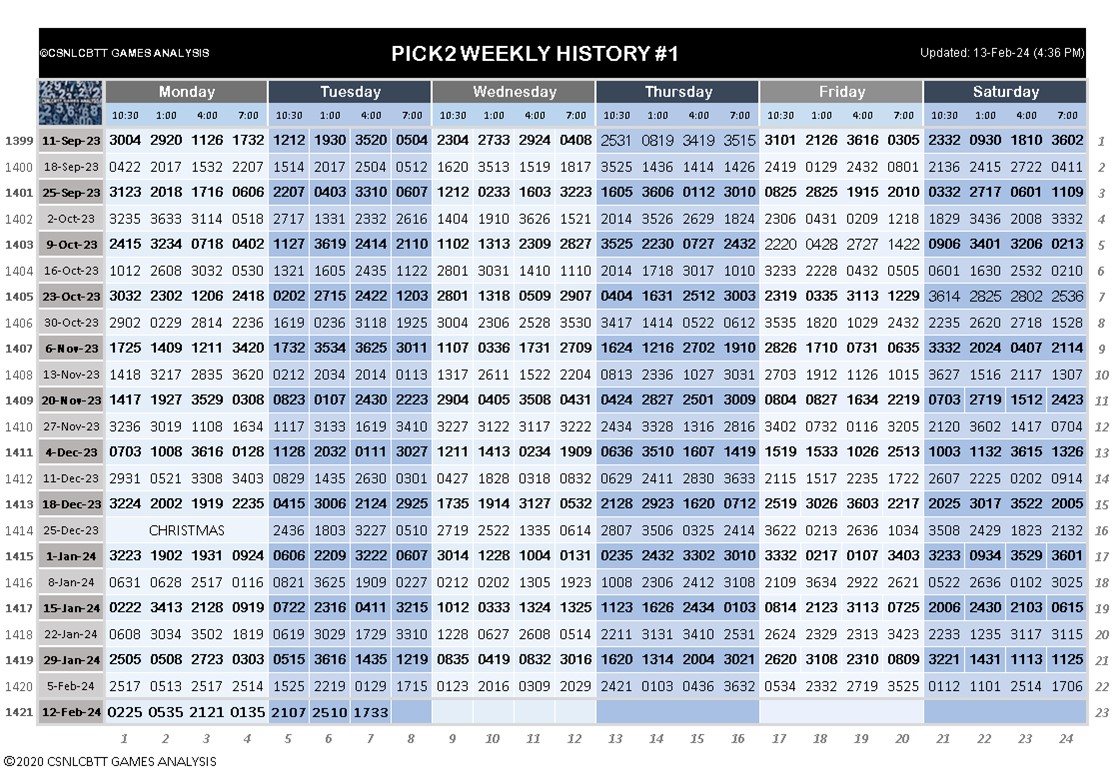 ©CSNLCBTT GAMES ANALYSIS PICK2 WEEKLY HISTORY #1 Updated: 13-Feb-24 (4:36 PM)
Monday Tuesday Wednesday Thursday Friday Saturday
10:30 1:00 4:00 7:00 10:30 1:00 4:00 7:00 10:30 1:00 4:00 7:00 10:30 1:00 4:00 7:00 10:30 1:00 4:00 7:00 10:30 1:00 4:00 7:00
1399 11-Sep-23 3004 2920 1126 1732 1212 1930 3520 0504 2304 2733 2924 0408 2531 0819 3419 3515 3101 2126 3616 0305 2332 0930 1810 3602 1
1400 18-Sep-23 0422 2017 1532 2207 1514 2017 2504 0512 1620 3513 1519 1817 3525 1436 1414 1426 2419 0129 2432 0801 2136 2415 2722 0411 2
1401 25-Sep-23 3123 2018 1716 0606 2207 0403 3310 0607 1212 0233 1603 3223 1605 3606 0112 3010 0825 2825 1915 2010 0332 2717 0601 1109 3
1402 2-Oct-23 3235 3633 3114 0518 2717 1331 2332 2616 1404 1910 3626 1521 2014 3526 2629 1824 2306 0431 0209 1218 1829 3436 2008 3332 4
1403 9-Oct-23 2415 3234 0718 0402 1127 3619 2414 2110 1102 1313 2309 2827 3525 2230 0727 2432 2220 0428 2727 1422 0906 3401 3206 0213 5
1404 16-Oct-23 1012 2608 3032 0530 1321 1605 2435 1122 2801 3031 1410 1110 2014 1718 3017 1010 3233 2228 0432 0505 0601 1630 2532 0210 6
1405 23-Oct-23 3032 2302 1206 2418 0202 2715 2422 1203 2801 1318 0509 2907 0404 1631 2512 3003 2319 0335 3113 1229 3614 2825 2802 2536 7
1406 30-Oct-23 2902 0229 2814 2236 1619 0236 3118 1925 3004 2306 2528 3530 3417 1414 0522 0612 3535 1820 1029 2432 2235 2620 2718 1528 8
1407 6-Nov-23 1725 1409 1211 3420 1732 3534 3625 3011 1107 0336 1731 2709 1624 1216 2702 1910 2826 1710 0731 0635 3332 2024 0407 2114 9
1408 13-Nov-23 1418 3217 2835 3620 0212 2034 2014 0113 1317 2611 1522 2204 0813 2336 1027 3031 2703 1912 1126 1015 3627 1516 2117 1307 10
1409 20-Nov-23 1417 1927 3529 0308 0823 0107 2430 2223 2904 0405 3508 0431 0424 2827 2501 3009 0804 0827 1634 2219 0703 2719 1512 2423 11
1410 27-Nov-23 3236 3019 1108 1634 1117 3133 1619 3410 3227 3122 3117 3222 2434 3328 1316 2816 3402 0732 0116 3205 2120 3602 1417 0704 12
1411 4-Dec-23 0703 1008 3616 0128 1128 2032 0111 3027 1211 1413 0234 1909 0636 3510 1607 1419 1519 1533 1026 2513 1003 1132 3615 1326 13
1412 11-Dec-23 2931 0521 3308 3403 0829 1435 2630 0301 0427 1828 0318 0832 0629 2411 2830 3633 2115 1517 2235 1722 2607 2225 0202 0914 14
1413 18-Dec-23 3224 2002 1919 2235 0415 3006 2124 2925 1735 1914 3127 0532 2128 2923 1620 0712 2519 3026 3603 2217 2025 3017 3522 2005 15
1414 25-Dec-23 CHRISTMAS 2436 1803 3227 0510 2719 2522 1335 0614 2807 3506 0325 2414 3622 0213 2636 1034 3508 2429 1823 2132 16
1415 1-Jan-24 3223 1902 1931 0924 0606 2209 3222 0607 3014 1228 1004 0131 0235 2432 3302 3010 3332 0217 0107 3403 3233 0934 3529 3601 17
1416 8-Jan-24 0631 0628 2517 0116 0821 3625 1909 0227 0212 0202 1305 1923 1008 2306 2412 3108 2109 3634 2922 2621 0522 2636 0102 3025 18
1417 15-Jan-24 0222 3413 2128 0919 0722 2316 0411 3215 1012 0333 1324 1325 1123 1626 2434 0103 0814 2123 3113 0725 2006 2430 2103 0615 19
1418 22-Jan-24 0608 3034 3502 1819 0619 3029 1729 3310 1228 0627 2608 0514 2211 3131 3410 2531 2624 2329 2313 3423 2233 1235 3117 3115 20
1419 29-Jan-24 2505 0508 2723 0303 0515 3616 1435 1219 0835 0419 0832 3016 1620 1314 2004 3021 2620 3108 2310 0809 3221 1431 1113 1125 21
1420 5-Feb-24 2517 0513 2517 2514 1525 2219 0129 1715 0123 2016 0309 2029 2421 0103 0436 3632 0534 2332 2719 3525 0112 1101 2514 1706 22
1421 12-Feb-24 0225 0535 2121 0135 2107 2510 1733 23
1 2 3 4 5 6 7 8 9 10 11 12 13 14 15 16 17 18 19 20 21 22 23 24
©2020 CSNLCBTT GAMES ANALYSIS